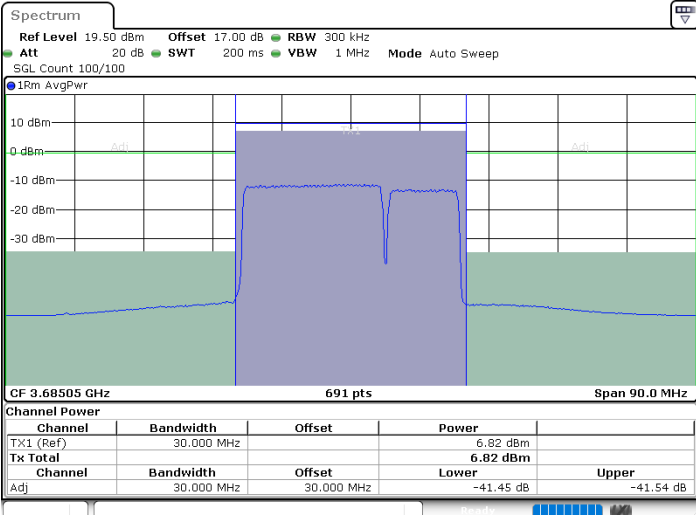 Spectrum
Ref Level 19.50 dBm Offset 17.00 dB RBW 300 kHz
Att 20 dB SWT 200 ms VBW 1 MHz Mode Auto Sweep
SGL Count 100/100
1Rm AvgPwr
10 dBm
TX1
Adj Adj
0 dBm
-10 dBm
-20 dBm
-30 dBm
CF 3.68505 GHz 691 pts Span 90.0 MHz
Channel Power
Channel Bandwidth Offset Power
TX1 (Ref) 30.000 MHz 6.82 dBm
Tx Total 6.82 dBm
Channel Bandwidth Offset Lower Upper
Adj 30.000 MHz 30.000 MHz -41.45 dB -41.54 dB
Ready